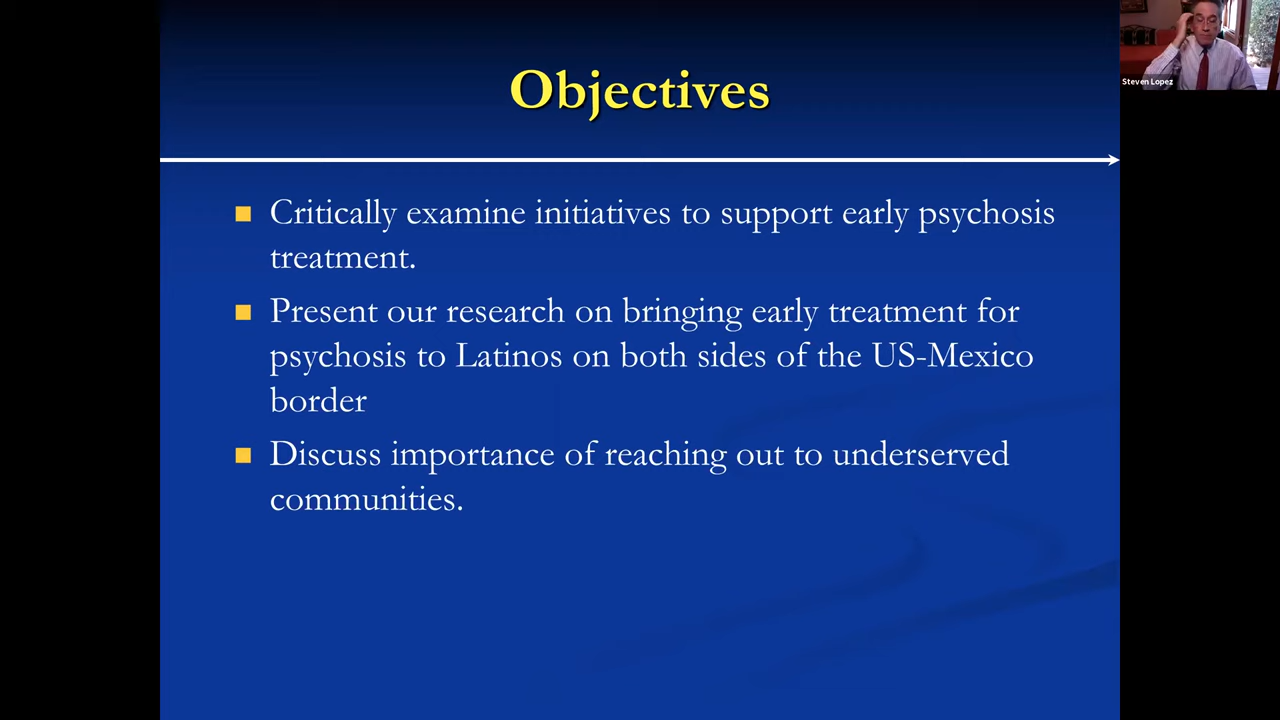 Objectives
Critically examine initiatives to support early psychosis
treatment.
Present our research on bringing early treatment for
psychosis to Latinos on both sides of the US-Mexico
border
Discuss importance of reaching out to underserved
communities.
Steven Lopez